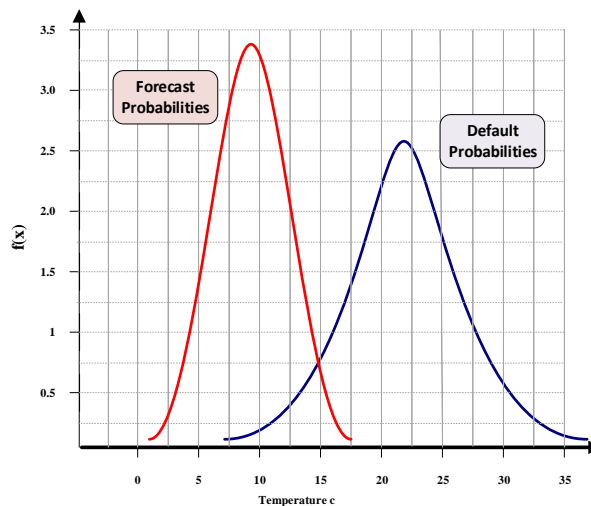 3.5
3.0
2.5
2.0
1.5
1
0.5
f(x)
Forecast
Probabilities
Default
Probabilities
0 5 10 15 20 25 30 35
Temperature c